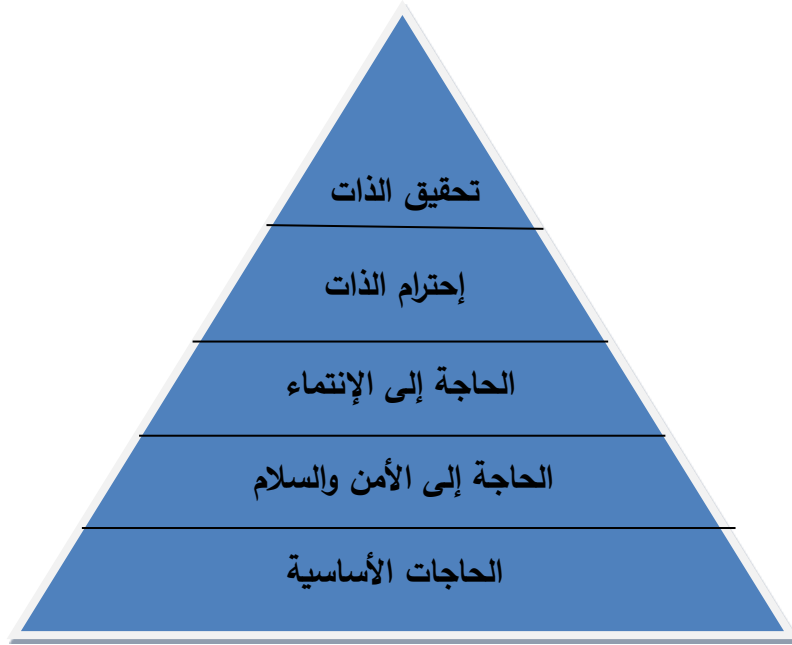 تحقيق الذات
إحترام الذات
الحاجة إلى الإنتماء
الحاجة إلى الأمن والسلام
الحاجات الأساسية